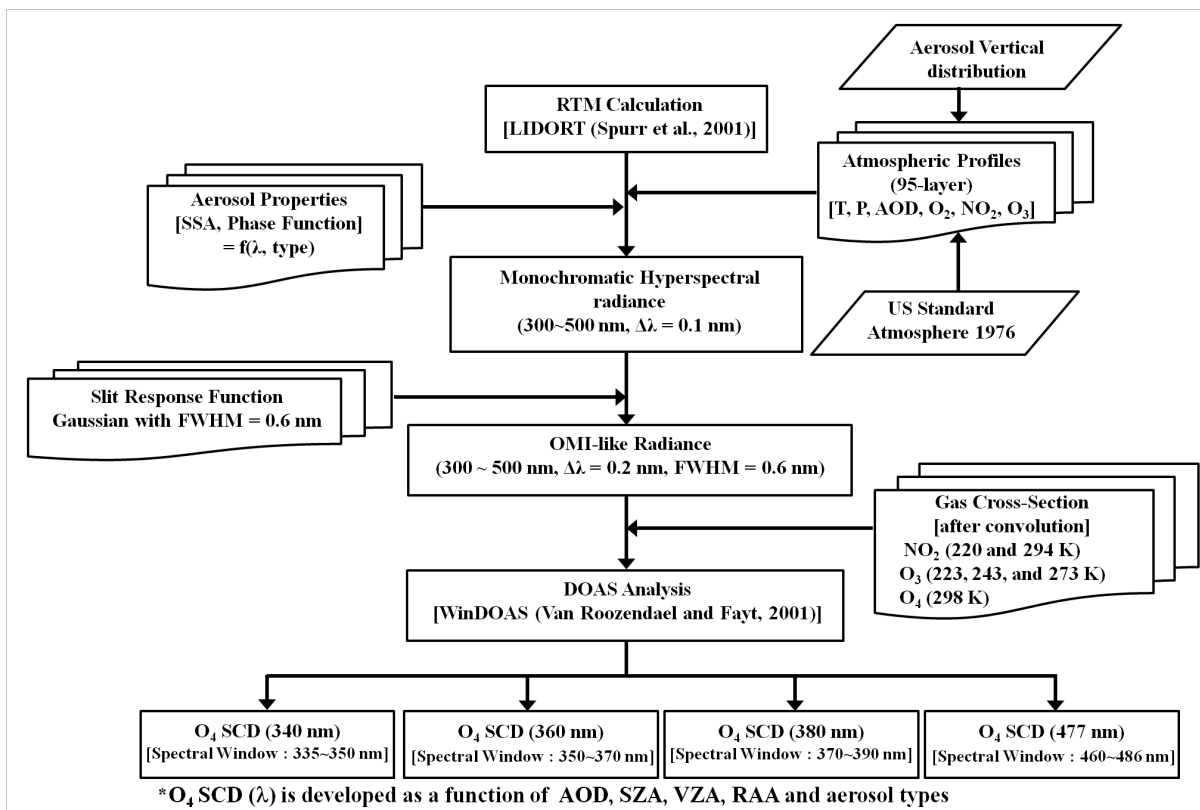 Aerosol Vertical
distribution
RTM Calculation
[LIDORT (Spurr et al., 2001)]
Atmospheric Profiles
(95-layer)
[T, P, AOD, O₂, NO₂, O₃]
Aerosol Properties
[SSA, Phase Function]
= f(λ, type)
Monochromatic Hyperspectral
radiance
(300~500 nm, Δλ = 0.1 nm)
US Standard
Atmosphere 1976
Slit Response Function
Gaussian with FWHM = 0.6 nm
OMI-like Radiance
(300 ~ 500 nm, Δλ = 0.2 nm, FWHM = 0.6 nm)
Gas Cross-Section
[after convolution]
NO₂ (220 and 294 K)
O₃ (223, 243, and 273 K)
O₄ (298 K)
DOAS Analysis
[WinDOAS (Van Roozendael and Fayt, 2001)]
O₄ SCD (340 nm)
[Spectral Window : 335~350 nm]
O₄ SCD (360 nm)
[Spectral Window : 350~370 nm]
O₄ SCD (380 nm)
[Spectral Window : 370~390 nm]
O₄ SCD (477 nm)
[Spectral Window : 460~486 nm]
*O₄ SCD (λ) is developed as a function of AOD, SZA, VZA, RAA and aerosol types